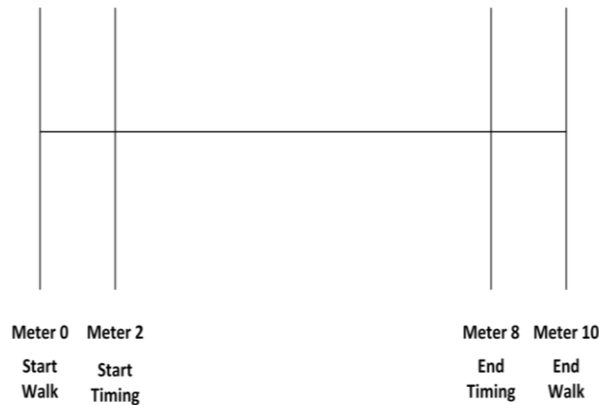 Meter 0 Meter 2 Meter 8 Meter 10
Start Walk
Start Timing
End Timing
End Walk